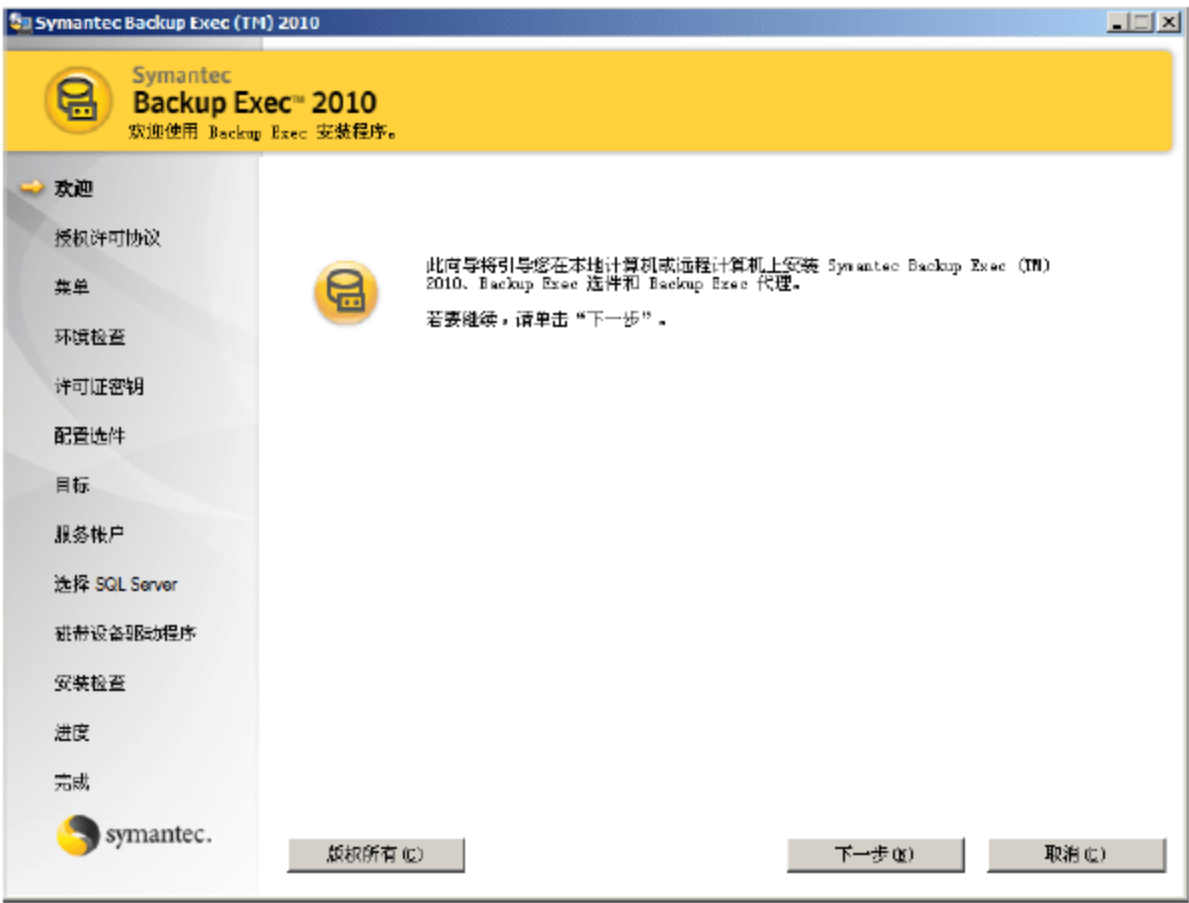 Symantec Backup Exec (TM) 2010
Symantec
Backup Exec™ 2010
欢迎使用 Backup Exec 安装程序。
欢迎
授权许可协议
菜单
环境检查
许可证密钥
配置选件
目标
服务帐户
选择 SQL Server
磁带设备驱动程序
安装检查
进度
完成
symantec.
此向导将引导您在本地计算机或远程计算机上安装 Symantec Backup Exec (TM)
2010、Backup Exec 选件和 Backup Exec 代理。
若要继续，请单击“下一步”。
版权所有(C)
下一步(N)
取消(C)